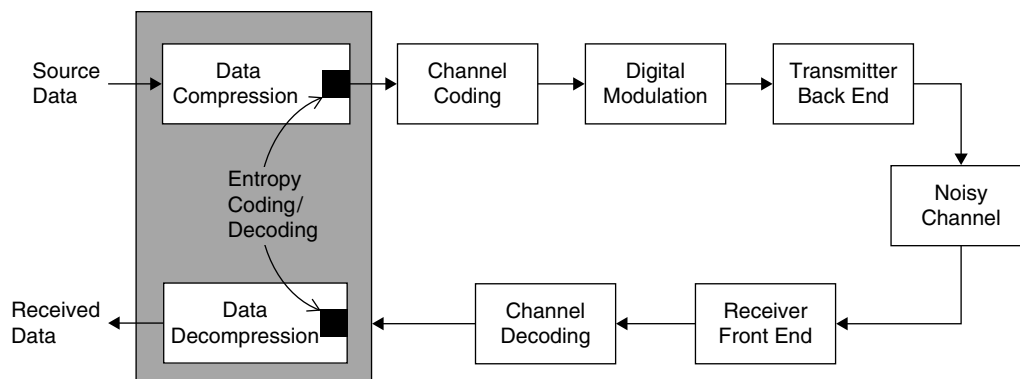 Source
Data
Data
Compression
Channel
Coding
Digital
Modulation
Transmitter
Back End
Entropy
Coding/
Decoding
Noisy
Channel
Received
Data
Data
Decompression
Channel
Decoding
Receiver
Front End